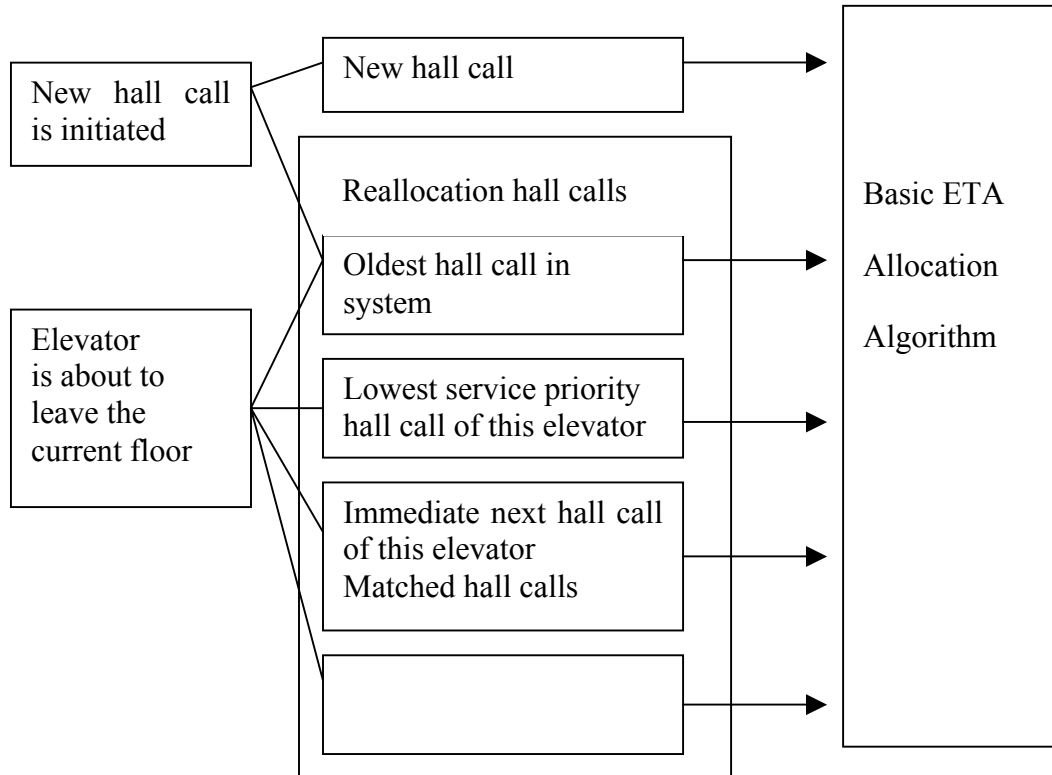 New hall call
is initiated
Elevator
is about to
leave the
current floor
New hall call
Reallocation hall calls
Oldest hall call in
system
Lowest service priority
hall call of this elevator
Immediate next hall call
of this elevator
Matched hall calls
Basic ETA
Allocation
Algorithm